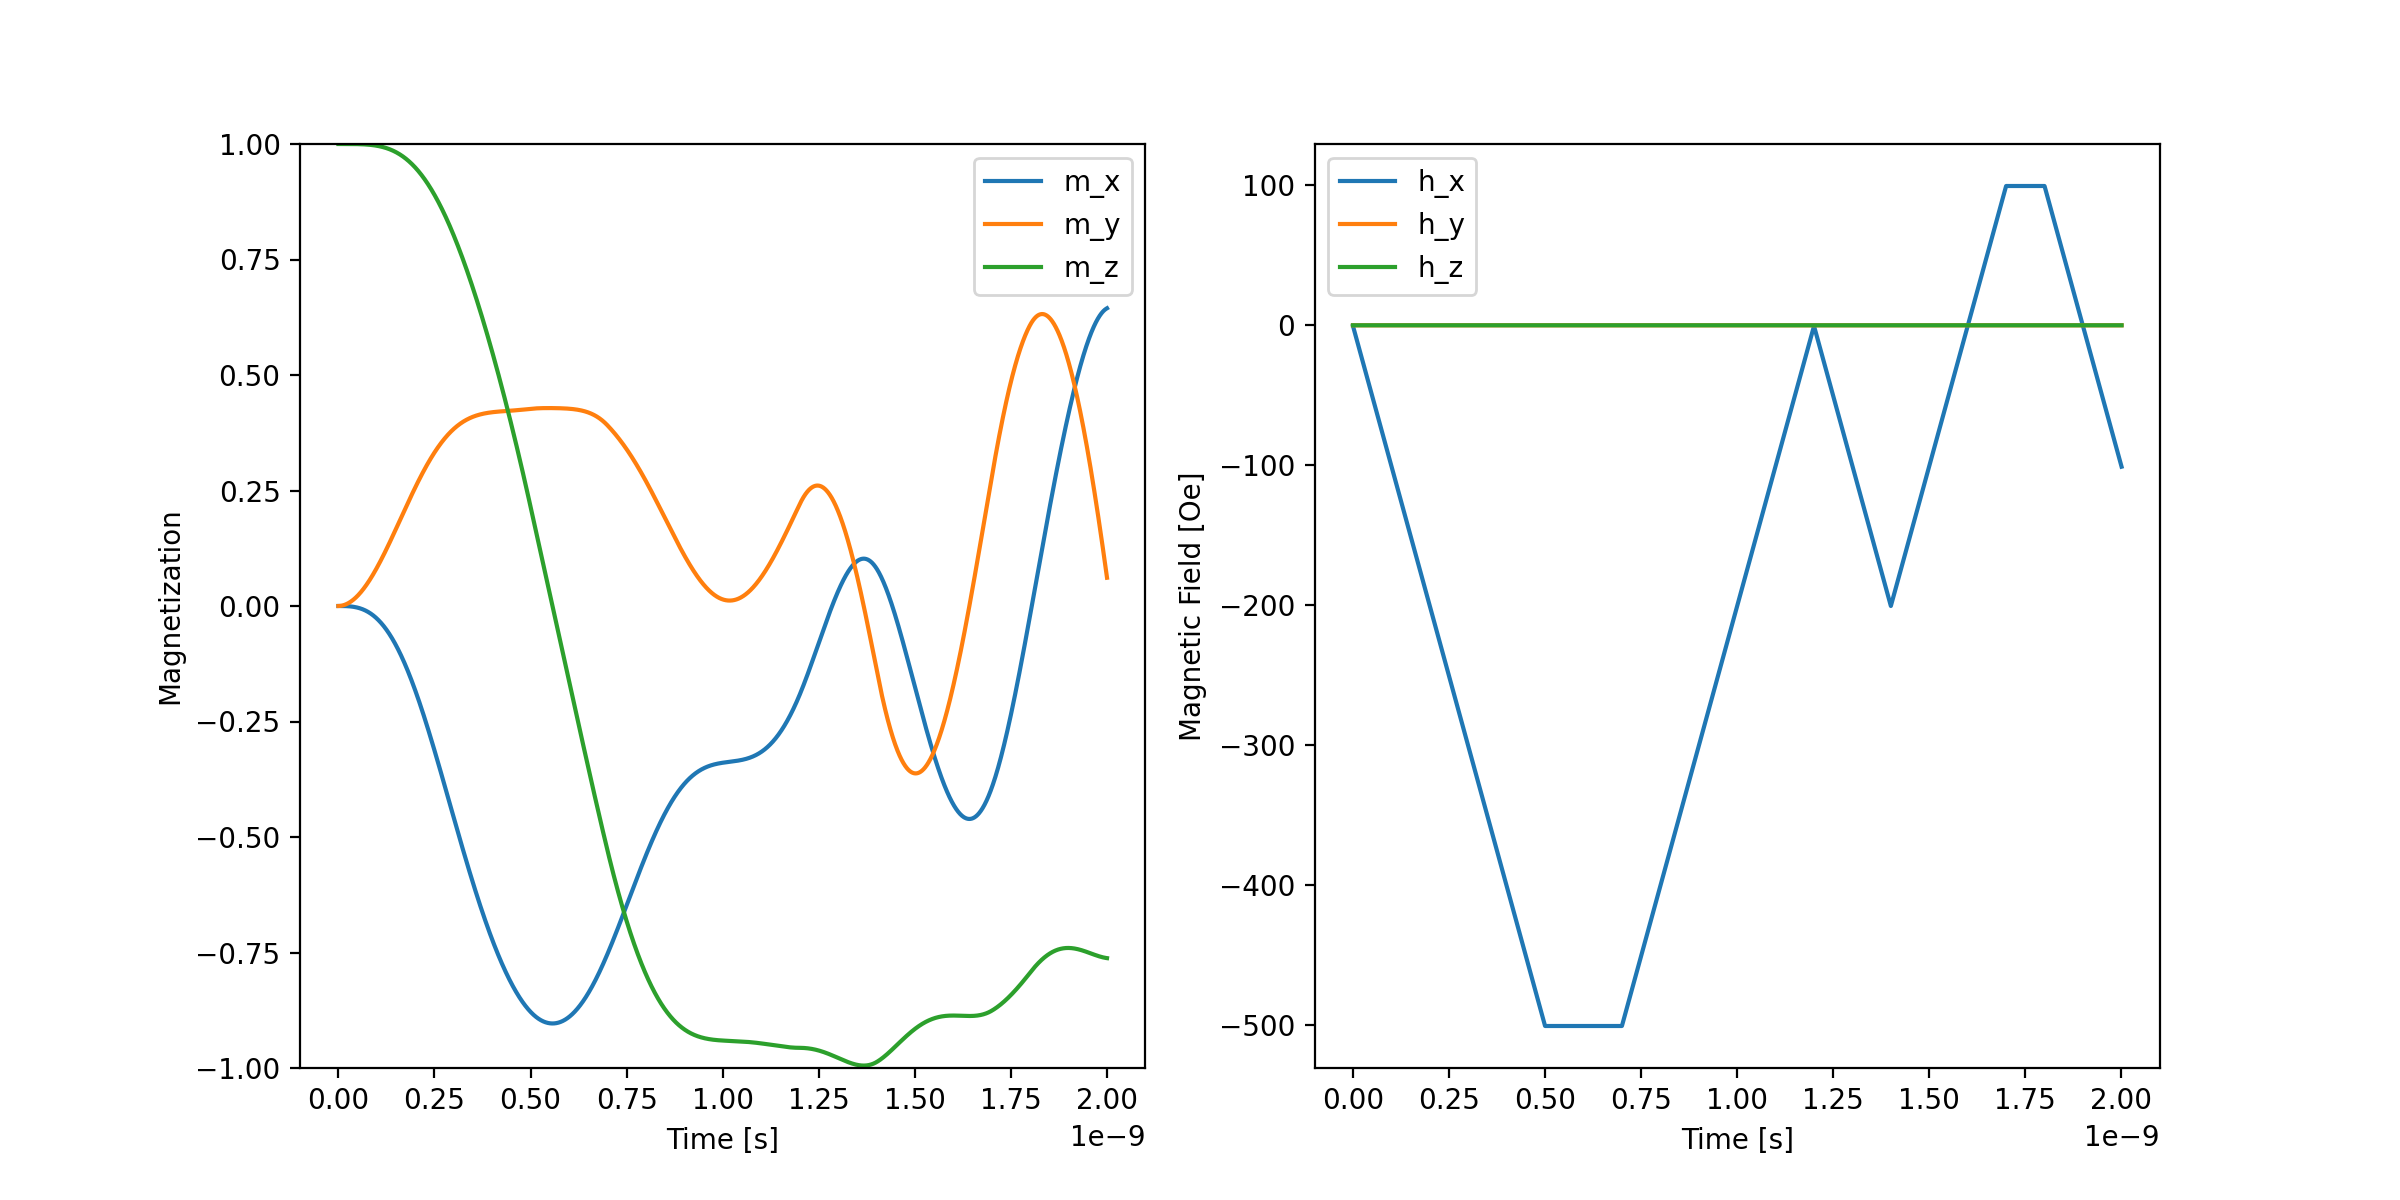 Magnetization
1.00
0.75
0.50
0.25
0.00
−0.25
−0.50
−0.75
−1.00
m_x
m_y
m_z
0.00 0.25 0.50 0.75 1.00 1.25 1.50 1.75 2.00
1e−9
Time [s]
Magnetic Field [Oe]
100
0
−100
−200
−300
−400
−500
h_x
h_y
h_z
0.00 0.25 0.50 0.75 1.00 1.25 1.50 1.75 2.00
1e−9
Time [s]